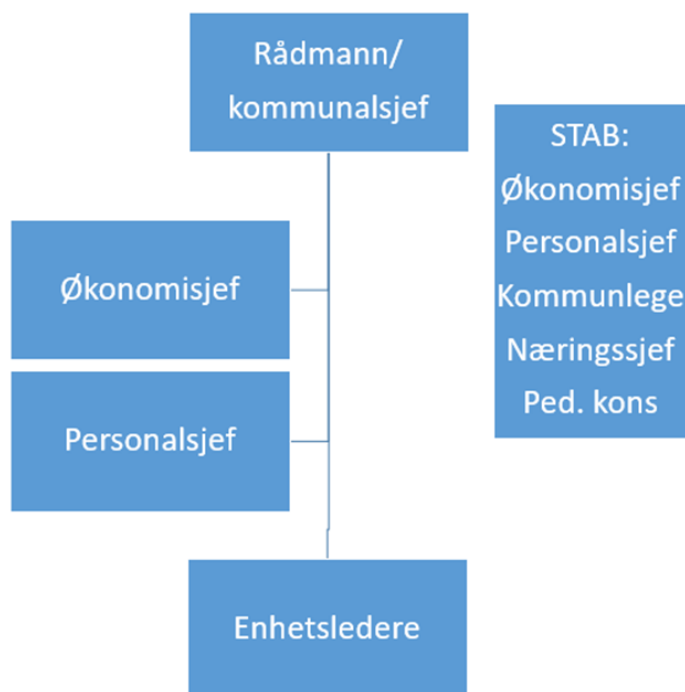 Rådmann/
kommunalsjef
STAB:
Økonomisjef
Personalsjef
Kommunlege
Næringssjef
Ped. kons
Økonomisjef
Personalsjef
Enhetsledere